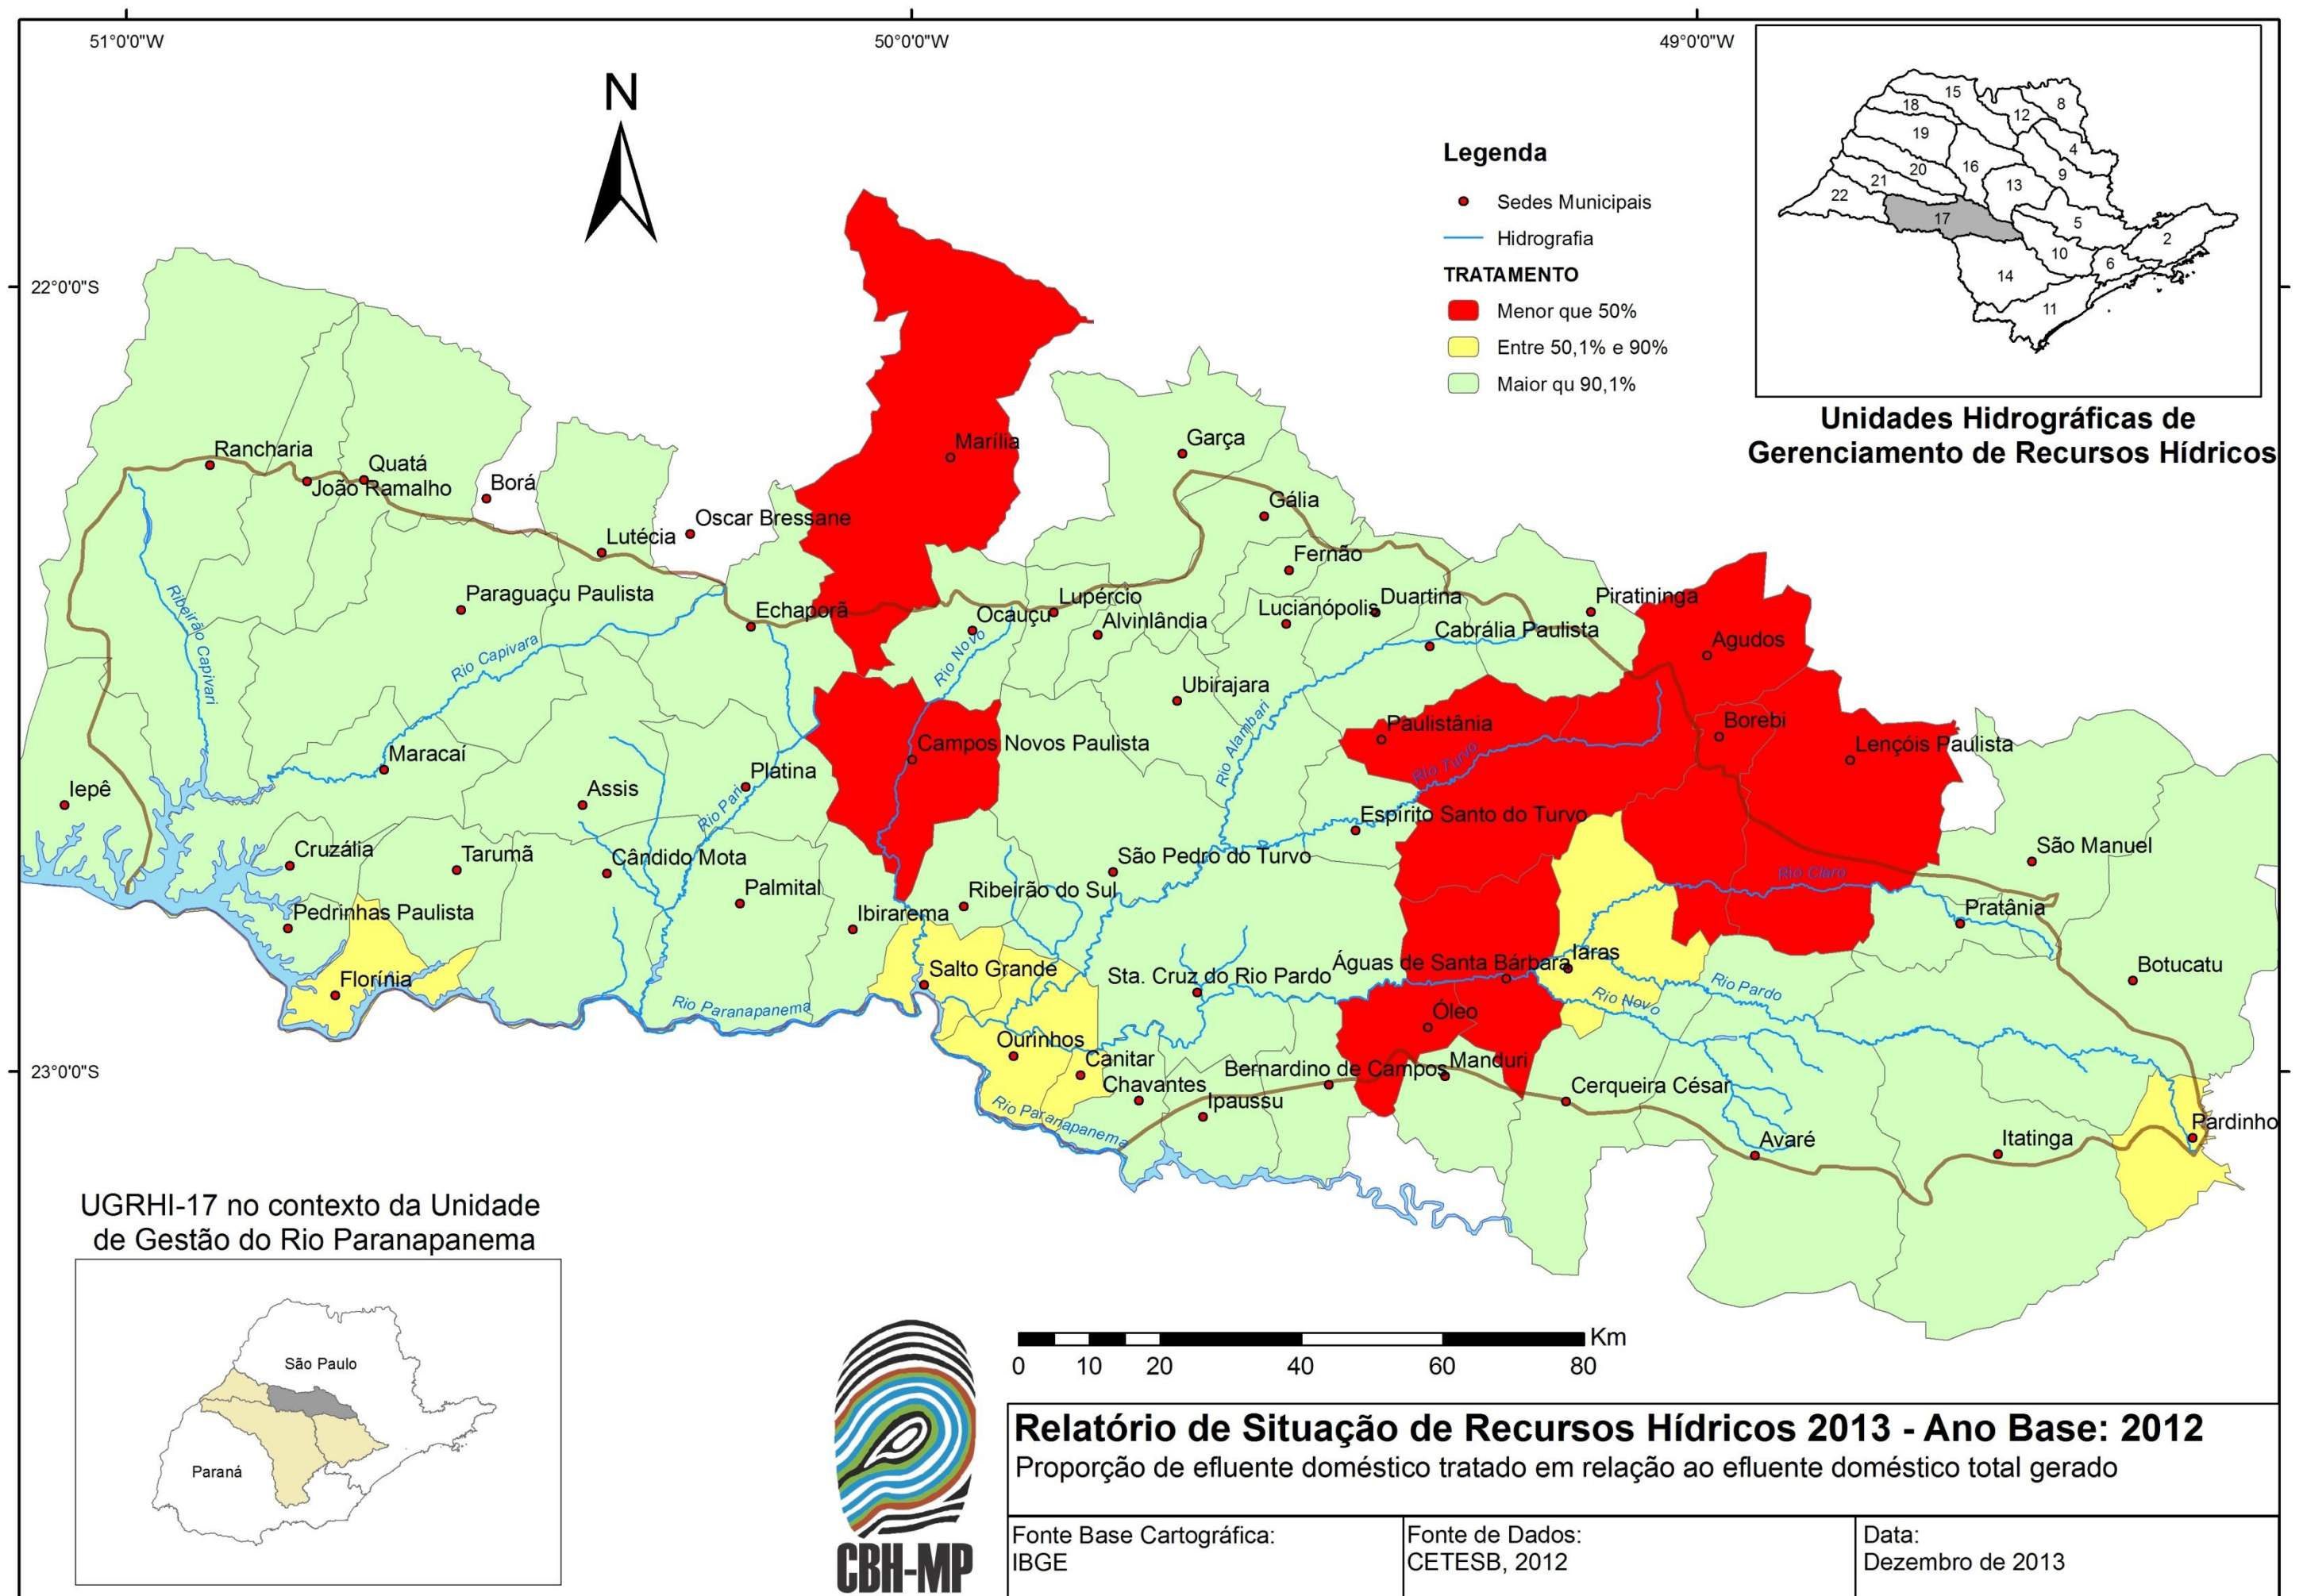 51°0'0"W
50°0'0"W
49°0'0"W
N
22°0'0"S
23°0'0"S
Legenda
Sedes Municipais
Hidrografia
TRATAMENTO
Menor que 50%
Entre 50,1% e 90%
Maior qu 90,1%
15
18
8
12
19
4
16
20
9
21
13
22
17
5
2
10
6
14
11
Unidades Hidrográficas de
Gerenciamento de Recursos Hídricos
Rancharia
João Ramalho
Quatá
Borá
Lutécia
Oscar Bressane
Marília
Garça
Gália
Fernão
Paraguaçu Paulista
Echaporã
Ocauçu
Lupércio
Alvinlândia
Lucianópolis
Duartina
Cabrália Paulista
Piratininga
Agudos
Ribeirão Capivari
Rio Capivara
Rio Novo
Ubirajara
Rio Alambari
Paulistânia
Rio Turvo
Borebi
Lençóis Paulista
Campos Novos Paulista
Maracaí
Iepê
Assis
Platina
Rio Pari
Espírito Santo do Turvo
Cruzália
Tarumã
Cândido Mota
São Pedro do Turvo
São Manuel
Palmital
Ribeirão do Sul
Rio Claro
Pedrinhas Paulista
Ibirarema
Pratânia
Florínia
Salto Grande
Sta. Cruz do Rio Pardo
Águas de Santa Bárbara
Iaras
Botucatu
Rio Paranapanema
Rio Novo
Rio Pardo
Óleo
Ourinhos
Canitar
Chavantes
Bernardino de Campos
Manduri
Ipaussu
Cerqueira César
Rio Paranapanema
Avaré
Itatinga
Pardinho
UGRHI-17 no contexto da Unidade
de Gestão do Rio Paranapanema
São Paulo
Paraná
CBH-MP
Km
0 10 20 40 60 80
Relatório de Situação de Recursos Hídricos 2013 - Ano Base: 2012
Proporção de efluente doméstico tratado em relação ao efluente doméstico total gerado
Fonte Base Cartográfica:
IBGE
Fonte de Dados:
CETESB, 2012
Data:
Dezembro de 2013